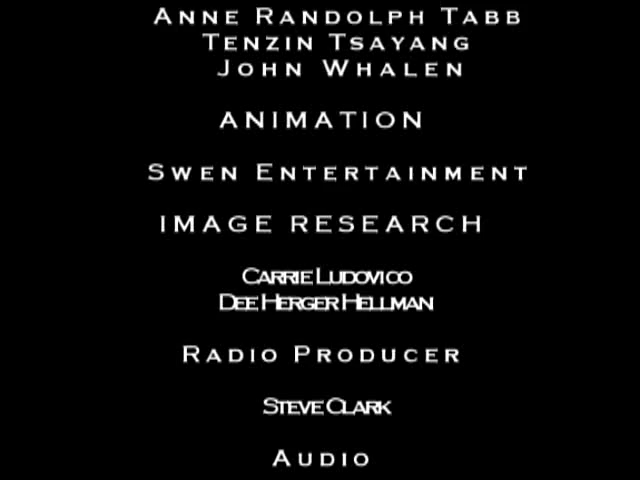 Anne Randolph Tabb
Tenzin Tsayang
John Whalen
ANIMATION
Swen Entertainment
IMAGE RESEARCH
Carrie Ludovico
Dee Herger Hellman
Radio Producer
Steve Clark
Audio